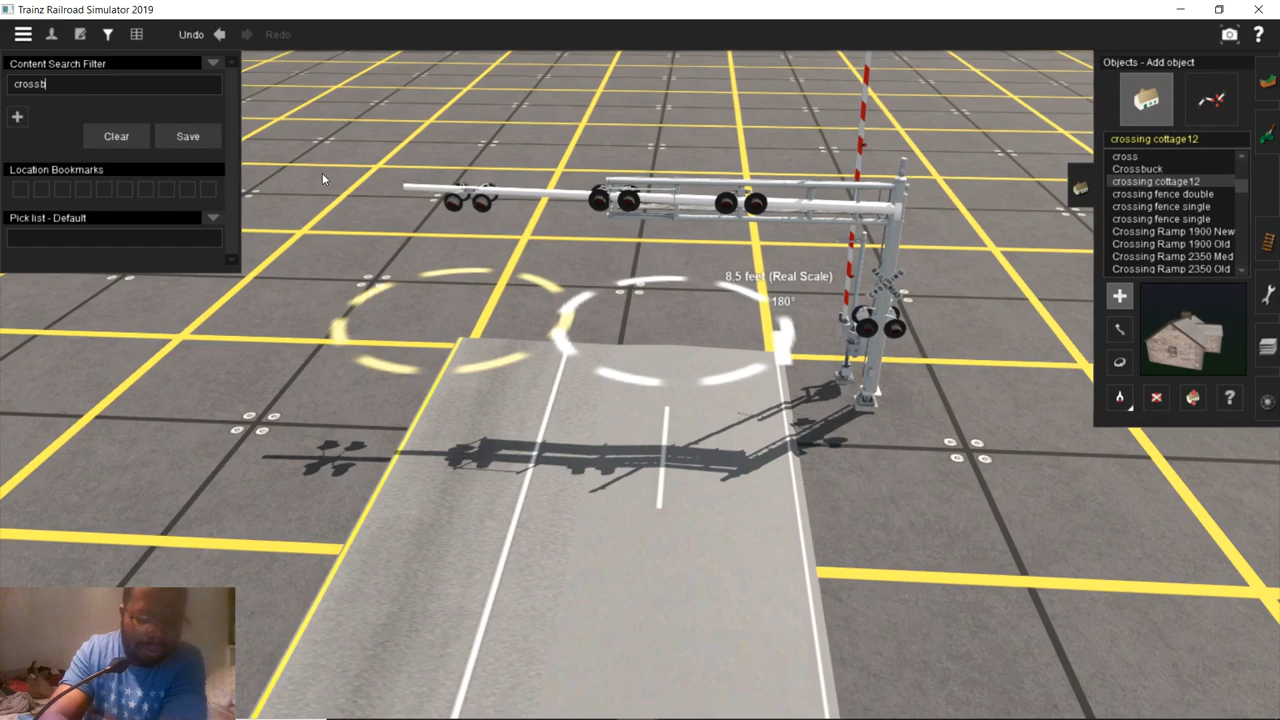 Trainz Railroad Simulator 2019
Undo
Redo
?
Content Search Filter
crossb
Clear
Save
Location Bookmarks
Pick list - Default
8.5 feet (Real Scale)
180°
CROSSING
Objects - Add object
crossing cottage12
cross
Crossbuck
crossing cottage12
crossing fence double
crossing fence single
crossing fence single
Crossing Ramp 1900 New
Crossing Ramp 1900 Old
Crossing Ramp 2350 Med
Crossing Ramp 2350 Old
?